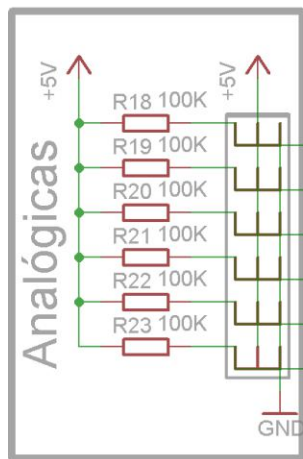 +5V
+5V
R18 100K
R19 100K
R20 100K
R21 100K
R22 100K
R23 100K
Analógicas
GND